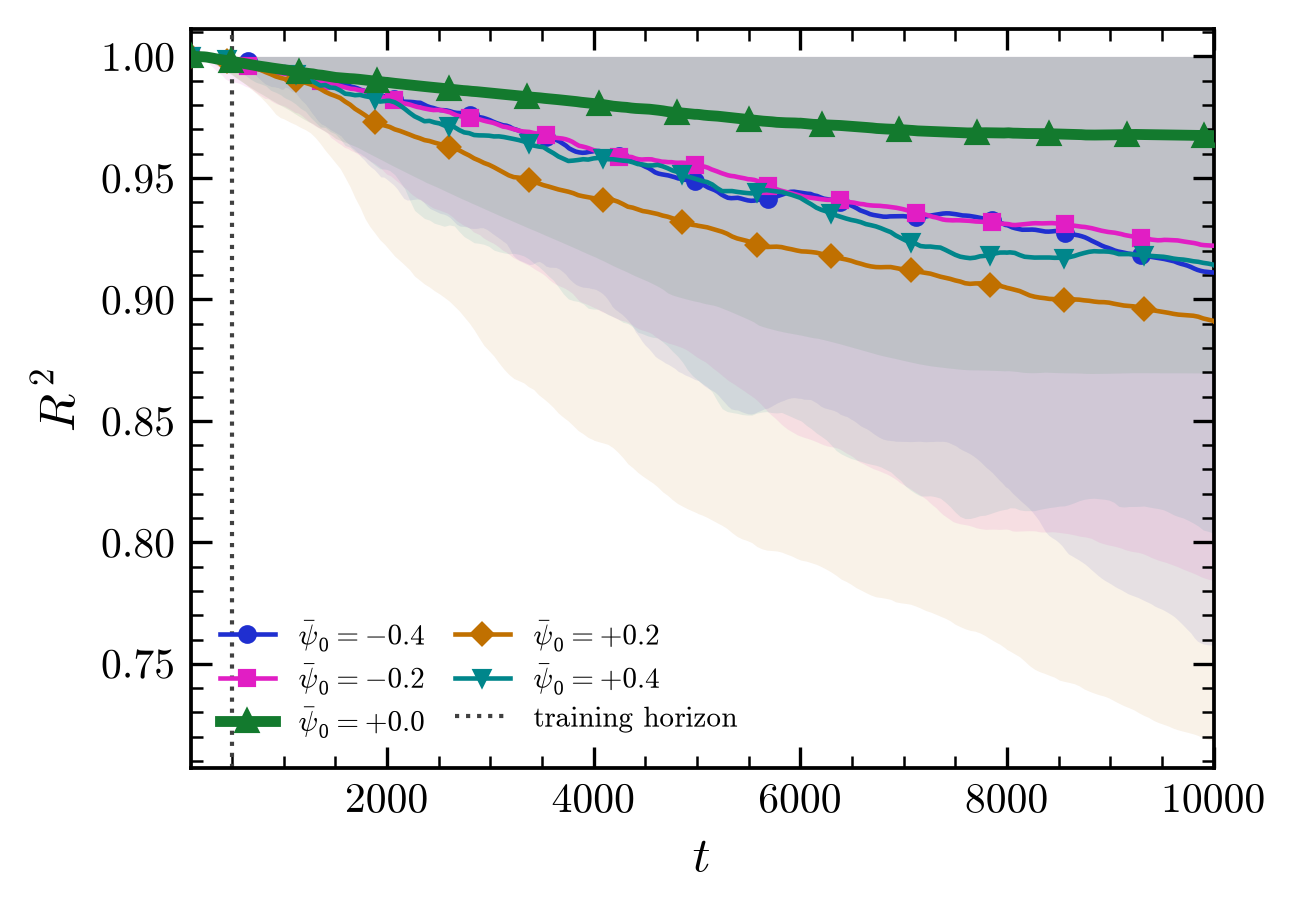 1.00
0.95
0.90
0.85
0.80
0.75
R²
ψ̄₀ = −0.4
ψ̄₀ = −0.2
ψ̄₀ = +0.0
ψ̄₀ = +0.2
ψ̄₀ = +0.4
training horizon
2000 4000 6000 8000 10000
t